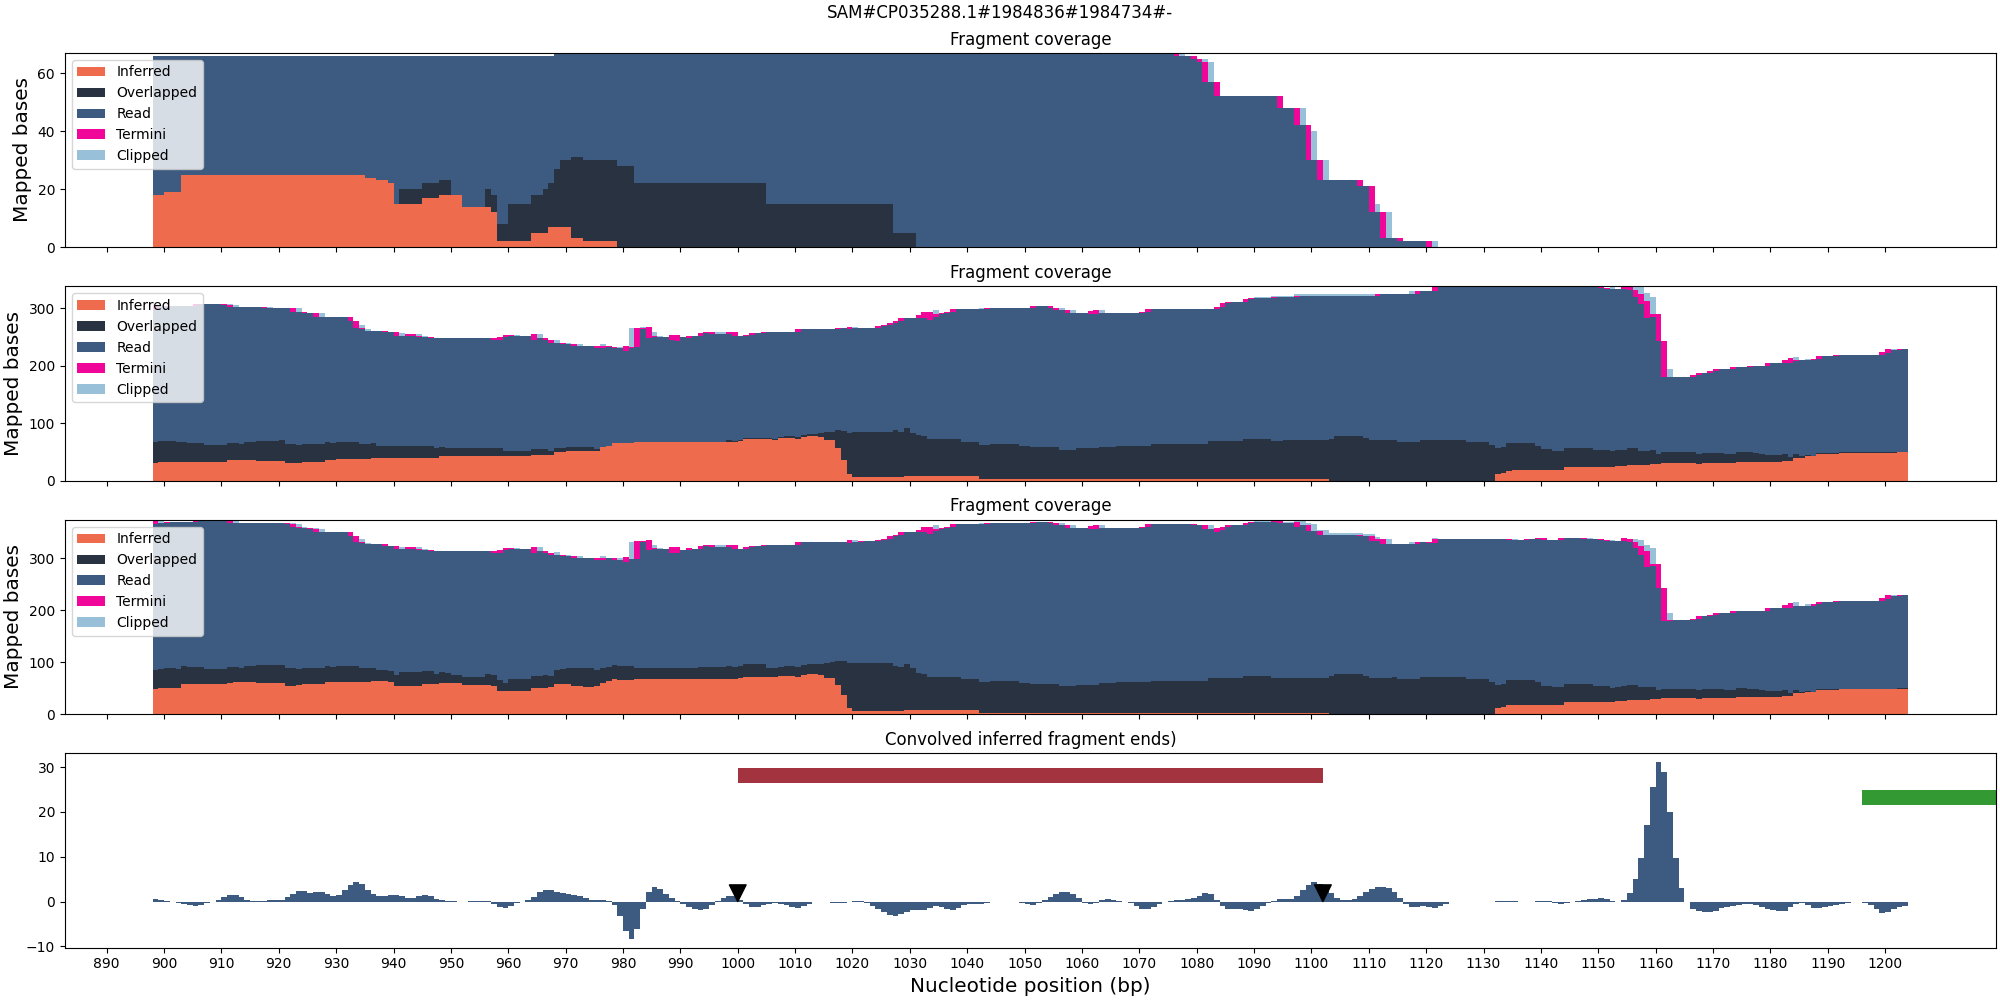 SAM#CP035288.1#1984836#1984734#-
Fragment coverage
Mapped bases
60
40
20
0
Inferred
Overlapped
Read
Termini
Clipped
Fragment coverage
Mapped bases
300
200
100
0
Inferred
Overlapped
Read
Termini
Clipped
Fragment coverage
Mapped bases
300
200
100
0
Inferred
Overlapped
Read
Termini
Clipped
Convolved inferred fragment ends)
30
20
10
0
−10
890 900 910 920 930 940 950 960 970 980 990 1000 1010 1020 1030 1040 1050 1060 1070 1080 1090 1100 1110 1120 1130 1140 1150 1160 1170 1180 1190 1200
Nucleotide position (bp)